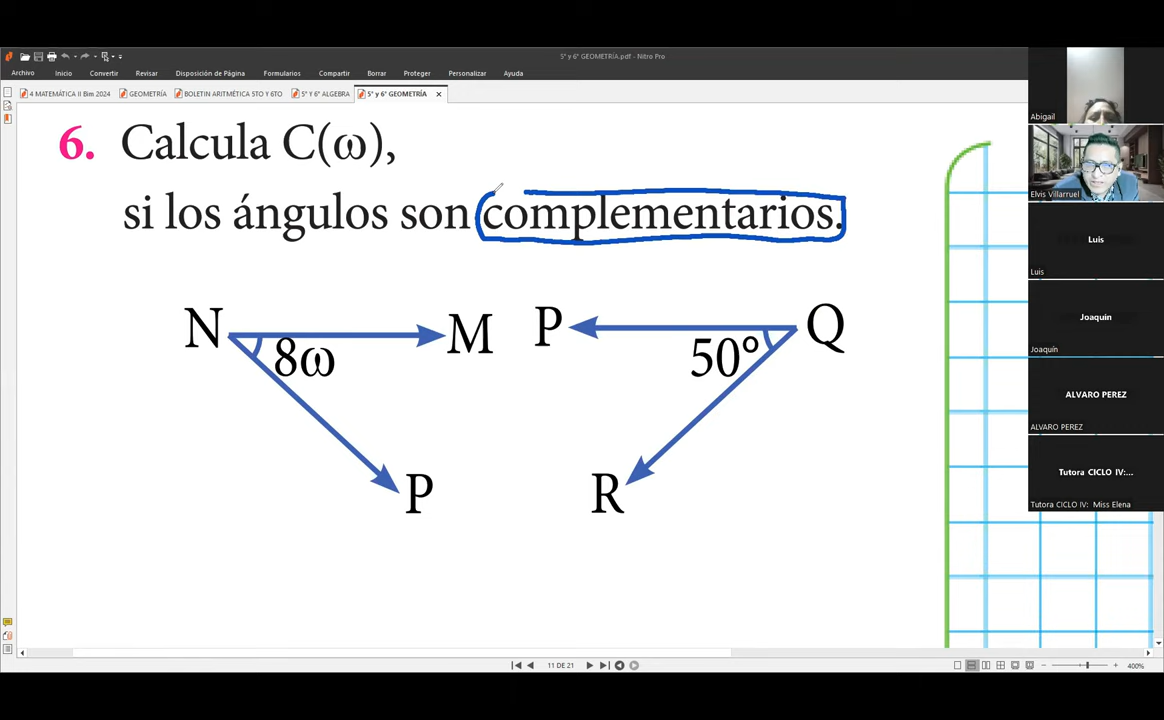 5° y 6° GEOMETRÍA.pdf - Nitro Pro
Archivo Inicio Convertir Revisar Disposición de Página Formularios Compartir Borrar Proteger Personalizar Ayuda
4 MATEMÁTICA II Bim 2024 GEOMETRÍA BOLETIN ARITMÉTICA 5TO Y 6TO 5° Y 6° ALGEBRA 5° y 6° GEOMETRÍA
6. Calcula C(ω),
si los ángulos son complementarios.
N M P Q
8ω 50°
P R
Abigail
Elvis Villarruel
Luis
Luis
Joaquin
Joaquín
ALVARO PEREZ
ALVARO PEREZ
Tutora CICLO IV:...
Tutora CICLO IV: Miss Elena
11 DE 21
400%